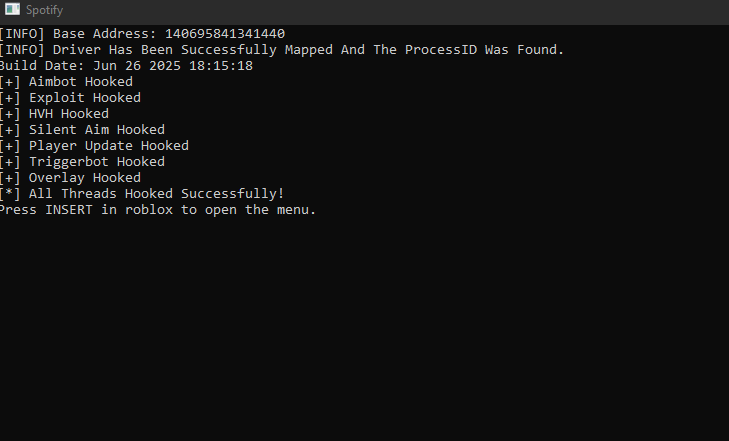 Spotify
[INFO] Base Address: 140695841341440
[INFO] Driver Has Been Successfully Mapped And The ProcessID Was Found.
Build Date: Jun 26 2025 18:15:18
[+] Aimbot Hooked
[+] Exploit Hooked
[+] HVH Hooked
[+] Silent Aim Hooked
[+] Player Update Hooked
[+] Triggerbot Hooked
[+] Overlay Hooked
[*] All Threads Hooked Successfully!
Press INSERT in roblox to open the menu.